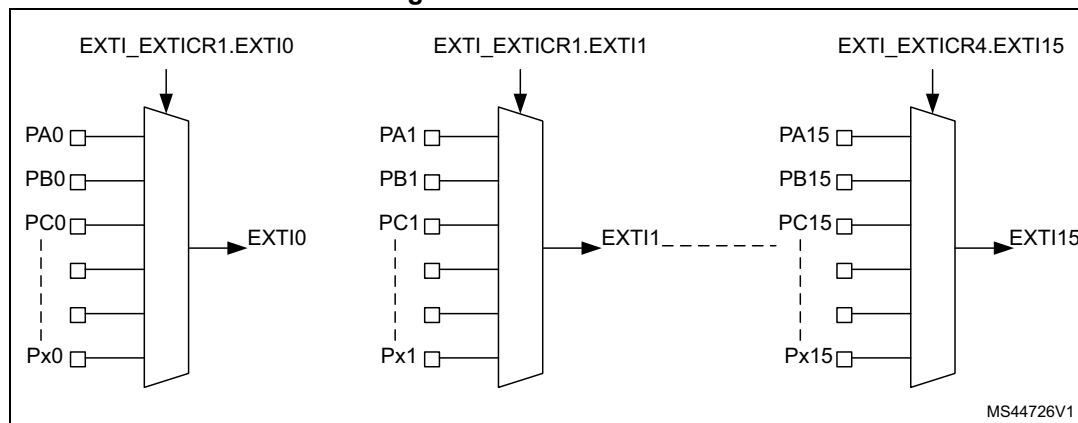 g
EXTI_EXTICR1.EXTI0
EXTI_EXTICR1.EXTI1
EXTI_EXTICR4.EXTI15
PA0
PB0
PC0
Px0
EXTI0
PA1
PB1
PC1
Px1
EXTI1
PA15
PB15
PC15
Px15
EXTI15
MS44726V1